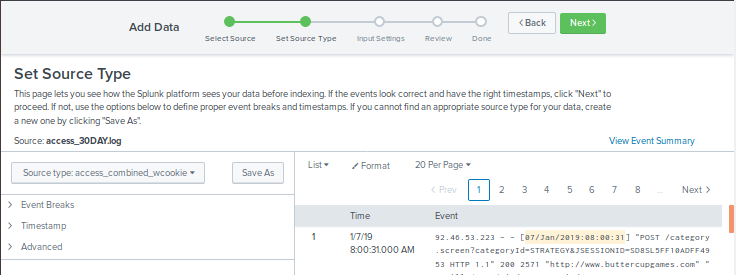 Add Data
Select Source
Set Source Type
Input Settings
Review
Done
< Back
Next >
Set Source Type
This page lets you see how the Splunk platform sees your data before indexing. If the events look correct and have the right timestamps, click "Next" to
proceed. If not, use the options below to define proper event breaks and timestamps. If you cannot find an appropriate source type for your data, create
a new one by clicking "Save As".
Source: access_30DAY.log
View Event Summary
Source type: access_combined_wcookie
Save As
> Event Breaks
> Timestamp
> Advanced
List
Format
20 Per Page
< Prev 1 2 3 4 5 6 7 8 ... Next >
Time Event
1 1/7/19
8:00:31.000 AM
92.46.53.223 - - [07/Jan/2019:08:00:31] "POST /category
.screen?categoryId=STRATEGY&JSESSIONID=SD8SL5FF10ADFF49
53 HTTP 1.1" 200 2571 "http://www.buttercupgames.com" "